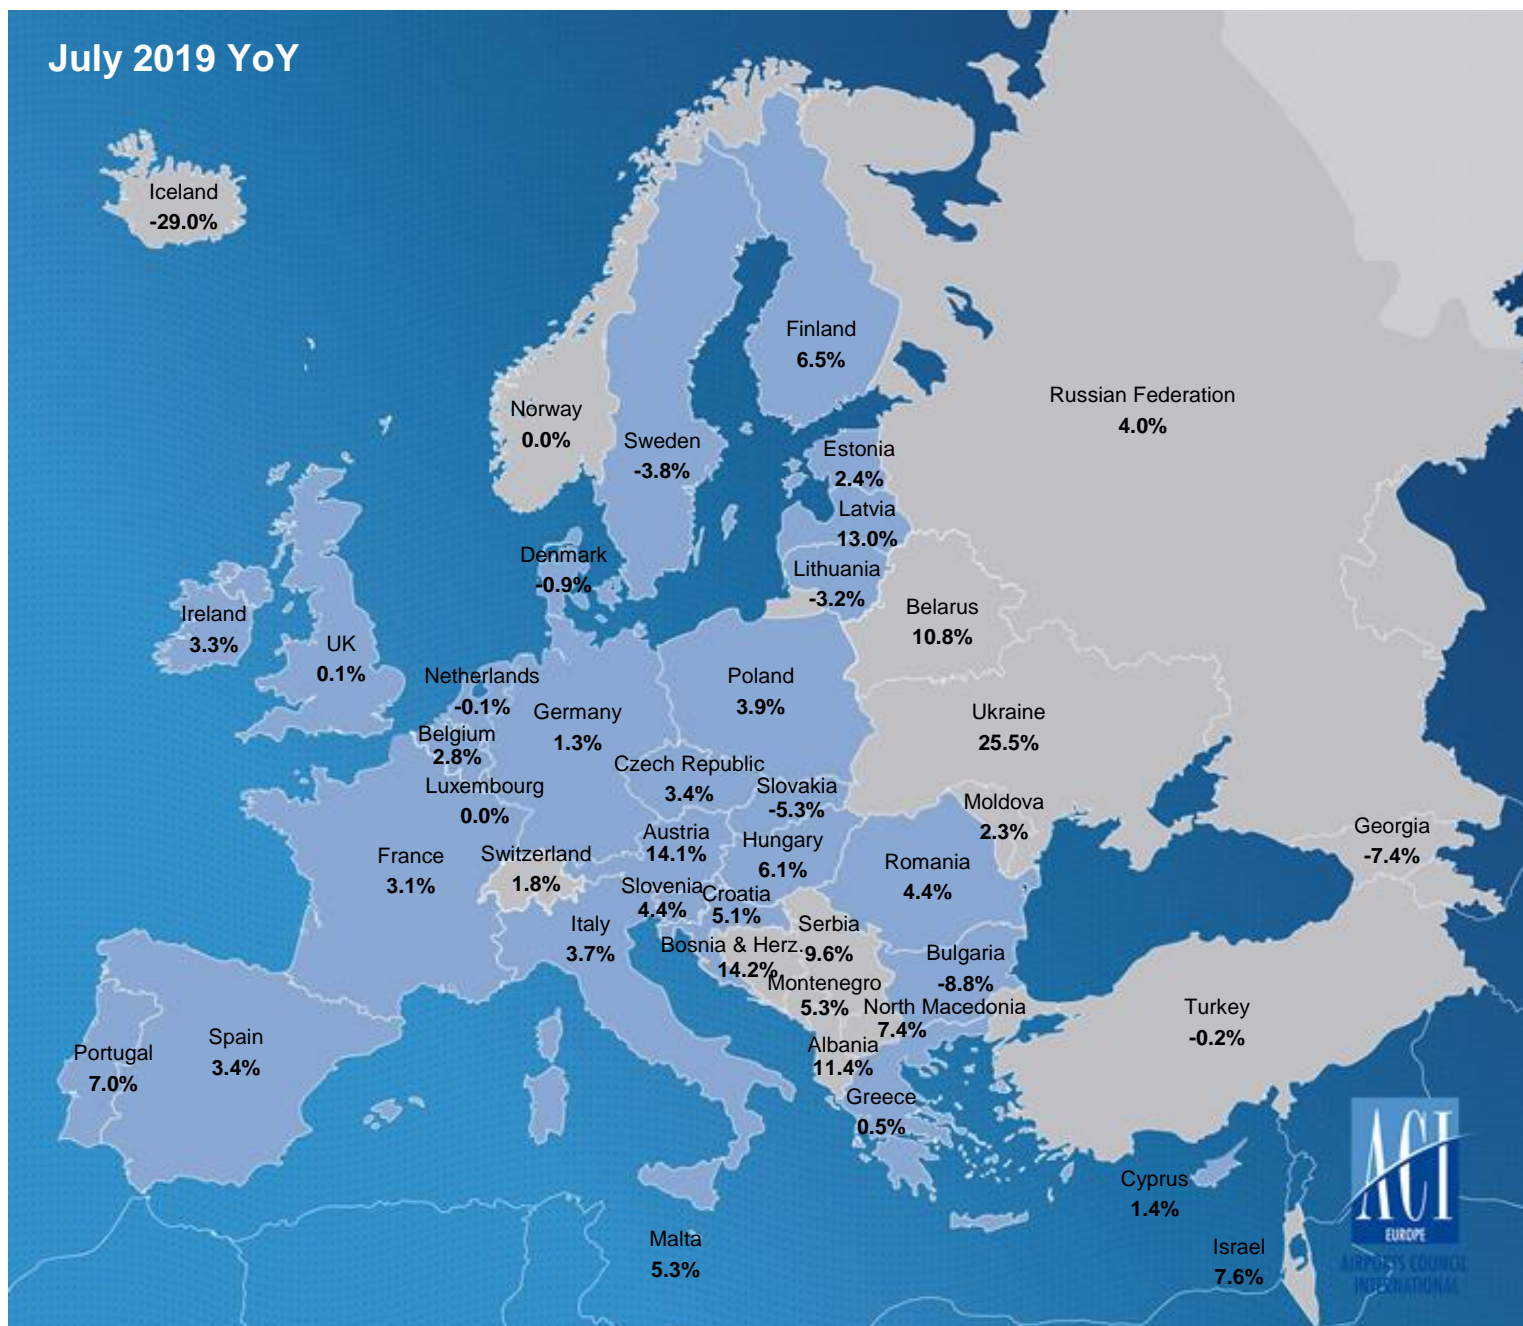 July 2019 YoY
Iceland
-29.0%
Finland
6.5%
Russian Federation
4.0%
Norway
0.0%
Sweden
-3.8%
Estonia
2.4%
Latvia
13.0%
Denmark
-0.9%
Lithuania
-3.2%
Belarus
10.8%
Ireland
3.3%
UK
0.1%
Netherlands
-0.1%
Poland
3.9%
Germany
1.3%
Ukraine
25.5%
Belgium
2.8%
Czech Republic
3.4%
Luxembourg
0.0%
Slovakia
-5.3%
Moldova
2.3%
Georgia
-7.4%
Austria
14.1%
Hungary
6.1%
France
3.1%
Switzerland
1.8%
Romania
4.4%
Slovenia
4.4%
Croatia
5.1%
Italy
3.7%
Serbia
9.6%
Bosnia & Herz.
14.2%
Bulgaria
-8.8%
Montenegro
5.3%
North Macedonia
7.4%
Turkey
-0.2%
Spain
3.4%
Portugal
7.0%
Albania
11.4%
Greece
0.5%
Cyprus
1.4%
Malta
5.3%
Israel
7.6%
ACI
EUROPE
AIRPORTS COUNCIL
INTERNATIONAL